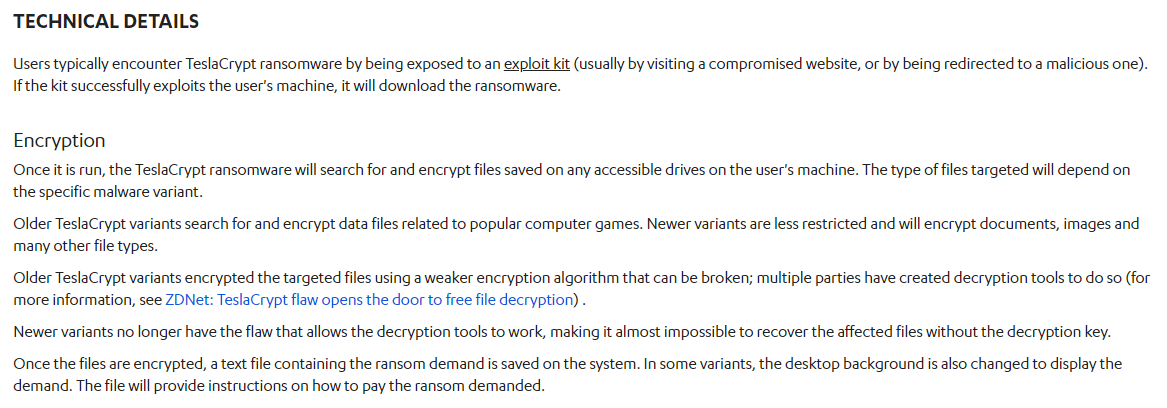 TECHNICAL DETAILS
Users typically encounter TeslaCrypt ransomware by being exposed to an exploit kit (usually by visiting a compromised website, or by being redirected to a malicious one).
If the kit successfully exploits the user's machine, it will download the ransomware.
Encryption
Once it is run, the TeslaCrypt ransomware will search for and encrypt files saved on any accessible drives on the user's machine. The type of files targeted will depend on
the specific malware variant.
Older TeslaCrypt variants search for and encrypt data files related to popular computer games. Newer variants are less restricted and will encrypt documents, images and
many other file types.
Older TeslaCrypt variants encrypted the targeted files using a weaker encryption algorithm that can be broken; multiple parties have created decryption tools to do so (for
more information, see ZDNet: TeslaCrypt flaw opens the door to free file decryption) .
Newer variants no longer have the flaw that allows the decryption tools to work, making it almost impossible to recover the affected files without the decryption key.
Once the files are encrypted, a text file containing the ransom demand is saved on the system. In some variants, the desktop background is also changed to display the
demand. The file will provide instructions on how to pay the ransom demanded.